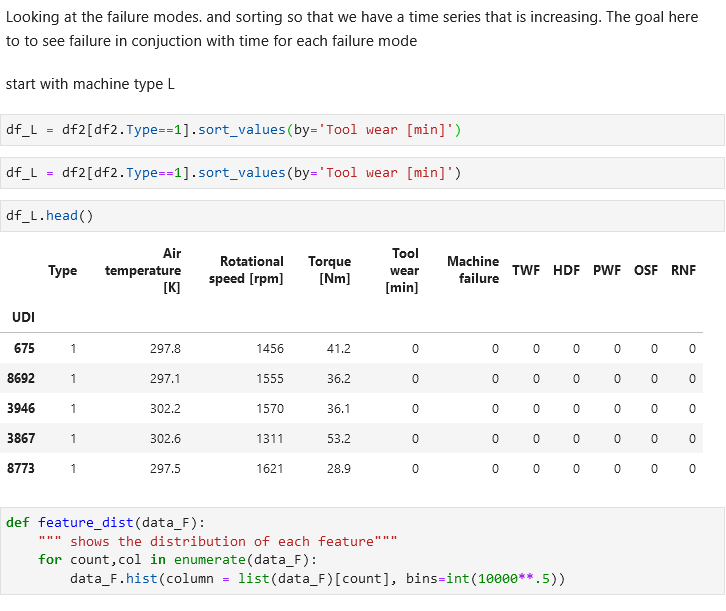 Looking at the failure modes. and sorting so that we have a time series that is increasing. The goal here
to to see failure in conjuction with time for each failure mode
start with machine type L
df_L = df2[df2.Type==1].sort_values(by='Tool wear [min]')
df_L = df2[df2.Type==1].sort_values(by='Tool wear [min]')
df_L.head()
Type Air temperature [K] Rotational speed [rpm] Torque [Nm] Tool wear [min] Machine failure TWF HDF PWF OSF RNF
UDI
675 1 297.8 1456 41.2 0 0 0 0 0 0 0
8692 1 297.1 1555 36.2 0 0 0 0 0 0 0
3946 1 302.2 1570 36.1 0 0 0 0 0 0 0
3867 1 302.6 1311 53.2 0 0 0 0 0 0 0
8773 1 297.5 1621 28.9 0 0 0 0 0 0 0
def feature_dist(data_F):
""" shows the distribution of each feature"""
for count,col in enumerate(data_F):
data_F.hist(column = list(data_F)[count], bins=int(10000**.5))